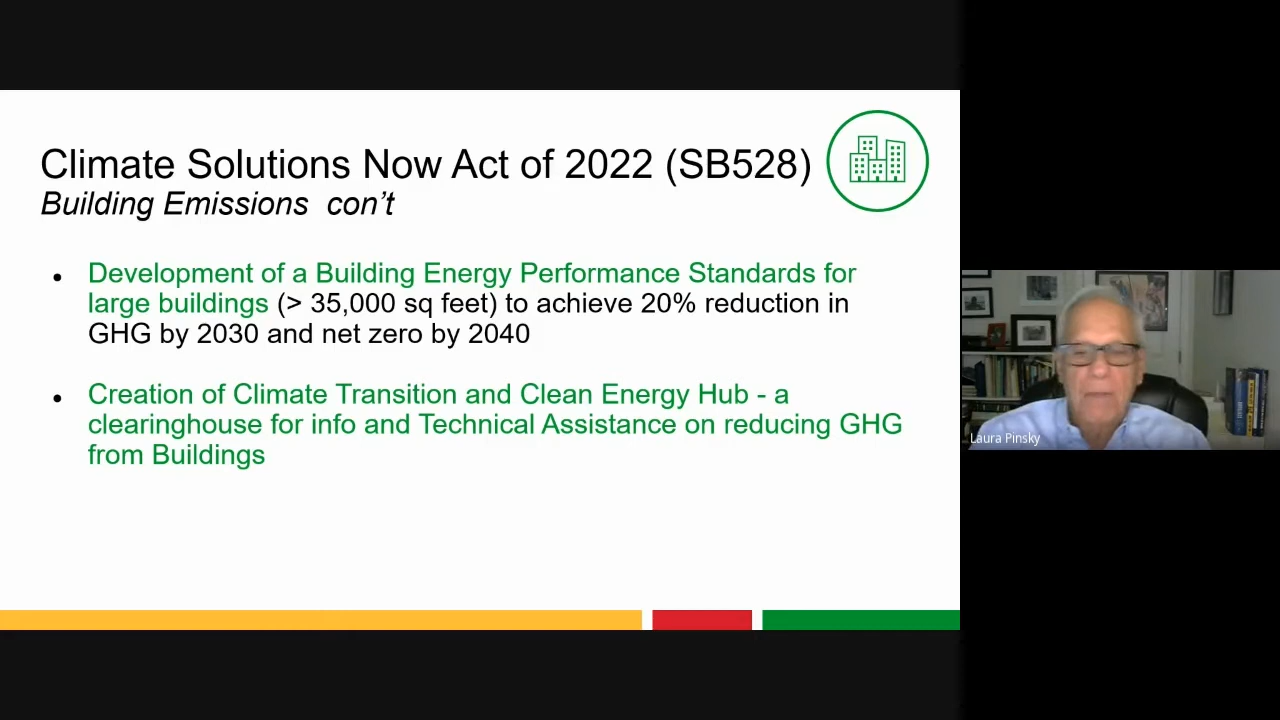 Climate Solutions Now Act of 2022 (SB528)
Building Emissions  con’t
• Development of a Building Energy Performance Standards for
large buildings (> 35,000 sq feet) to achieve 20% reduction in
GHG by 2030 and net zero by 2040
• Creation of Climate Transition and Clean Energy Hub - a
clearinghouse for info and Technical Assistance on reducing GHG
from Buildings
Laura Pinsky